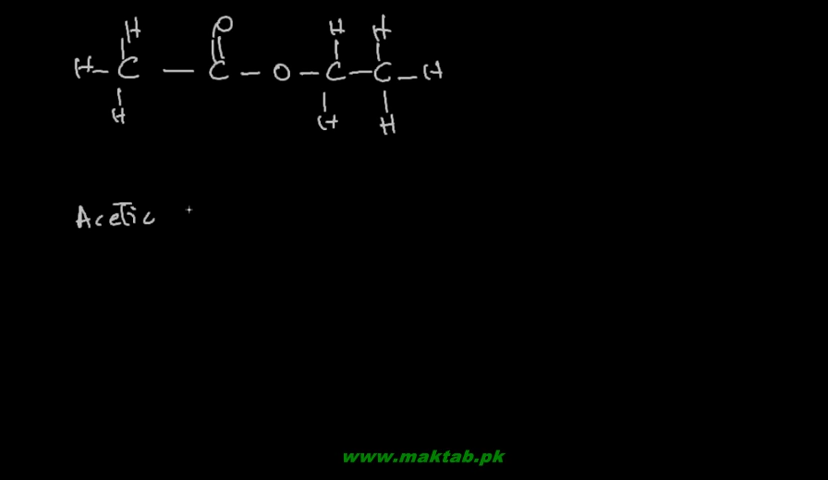 H O H H
H-C-C-O-C-C-H
H H H
Acetic
www.maktab.pk